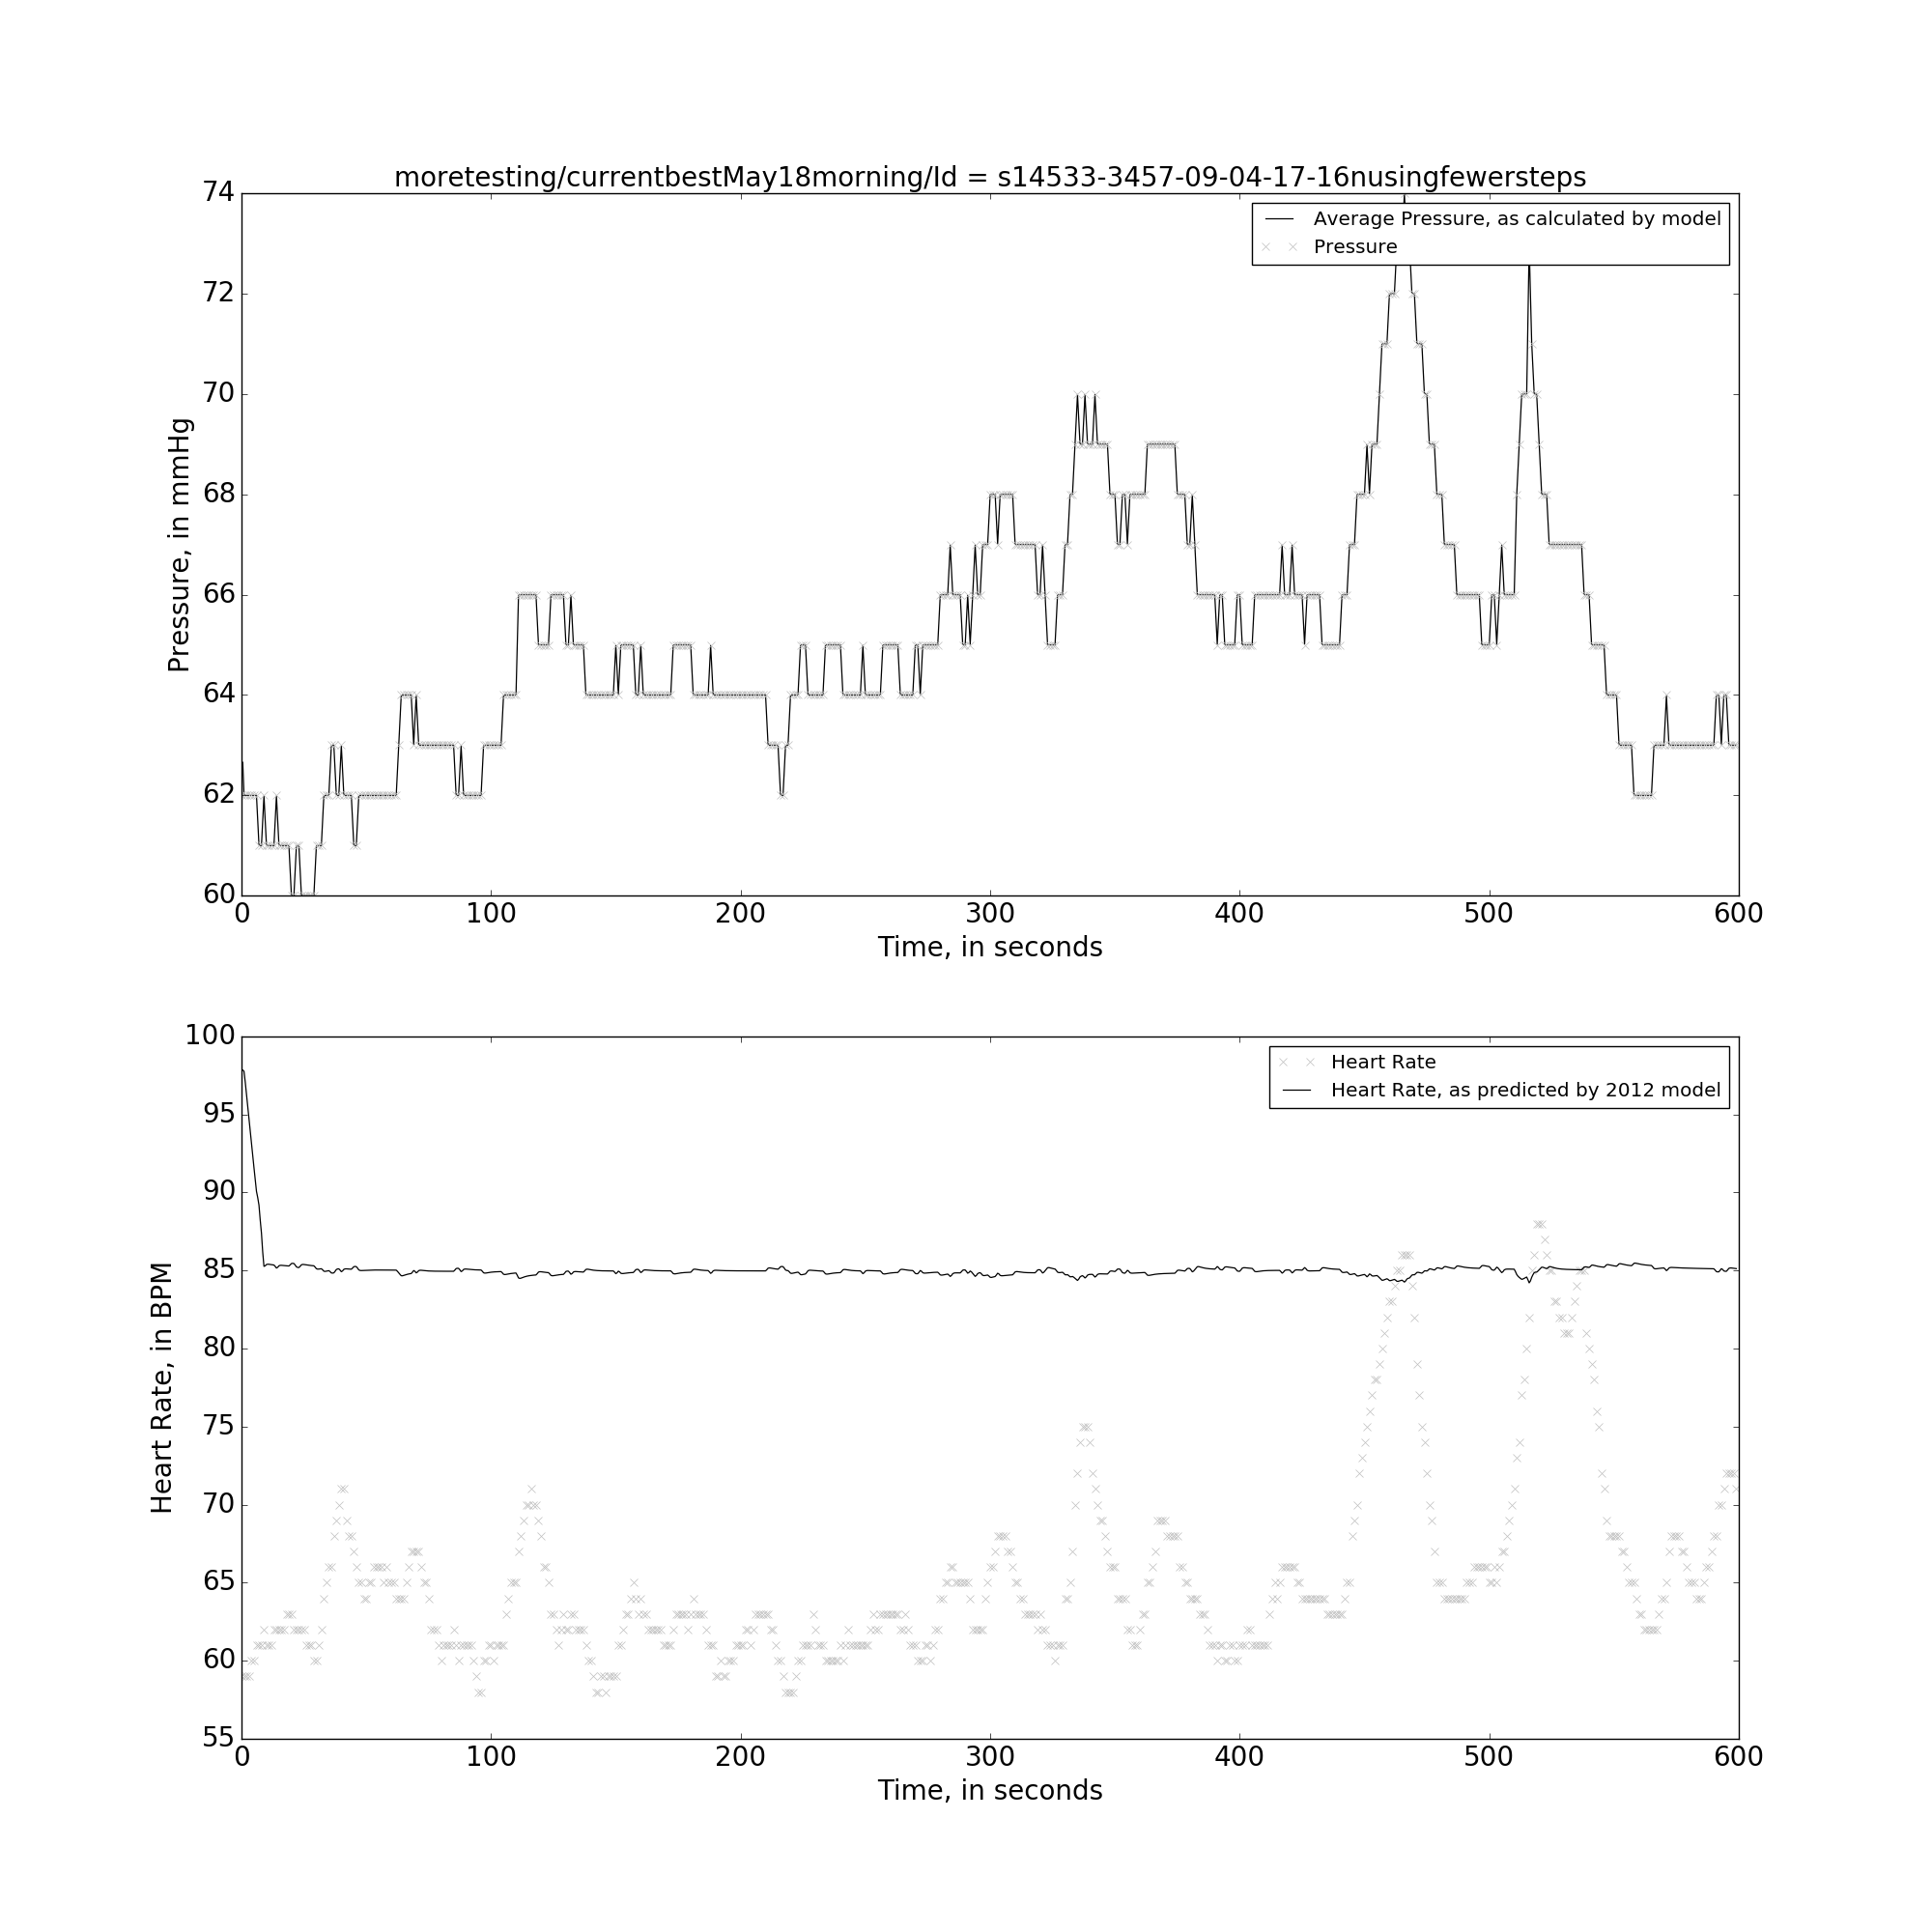 moretesting/currentbestMay18morning/Id = s14533-3457-09-04-17-16nusingfewersteps
74
72
70
68
66
64
62
60
Pressure, in mmHg
Average Pressure, as calculated by model
Pressure
0 100 200 300 400 500 600
Time, in seconds
100
95
90
85
80
75
70
65
60
55
Heart Rate, in BPM
Heart Rate
Heart Rate, as predicted by 2012 model
0 100 200 300 400 500 600
Time, in seconds